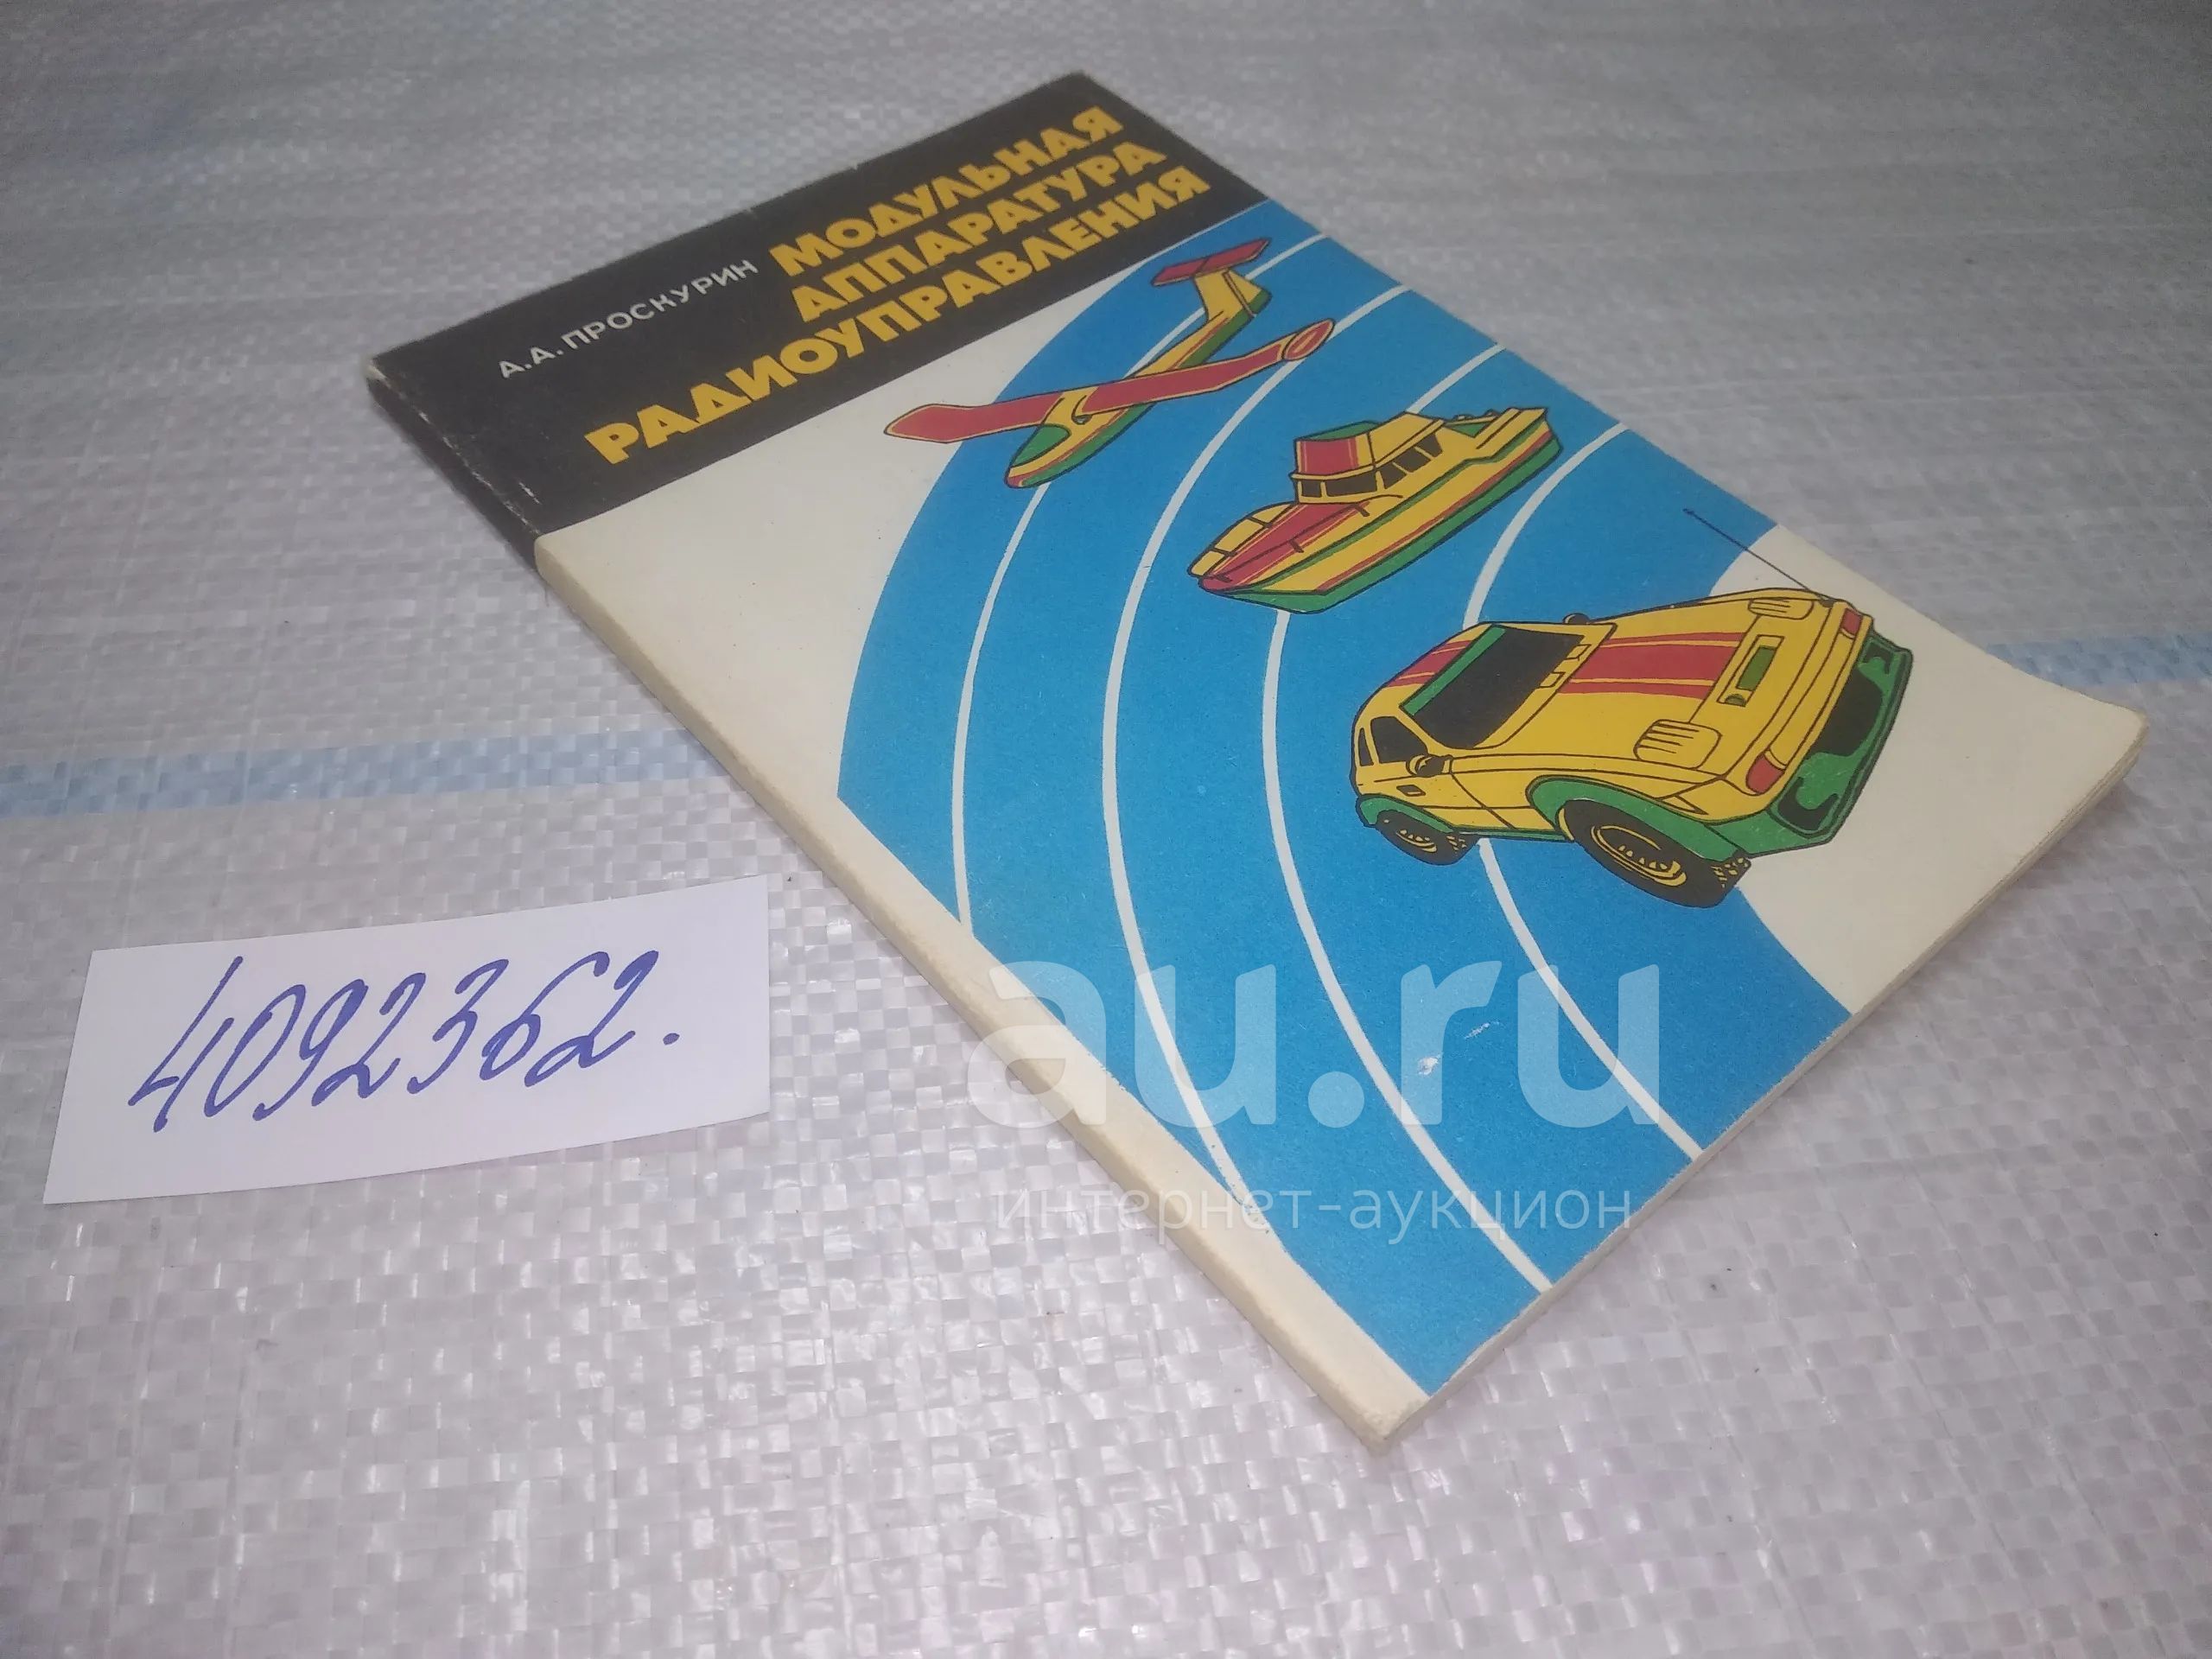 А.А.ПРОСКУРИН
МОДУЛЬНАЯ
АППАРАТУРА
РАДИОУПРАВЛЕНИЯ
4092362.
au.ru
интернет-аукцион